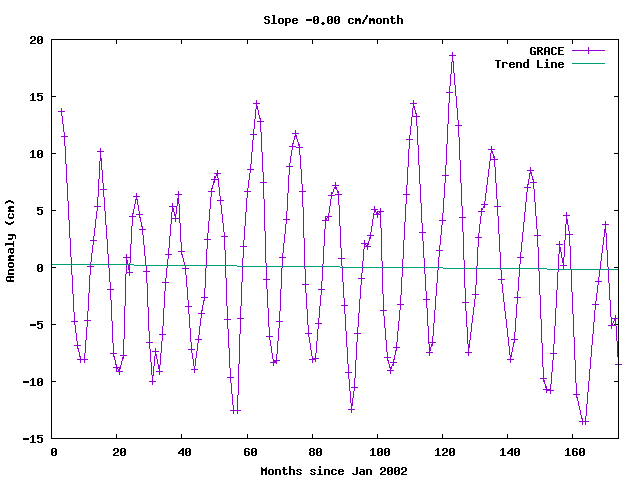 Slope -0.00 cm/month
GRACE
Trend Line
20
15
10
5
0
-5
-10
-15
Anomaly (cm)
0 20 40 60 80 100 120 140 160
Months since Jan 2002